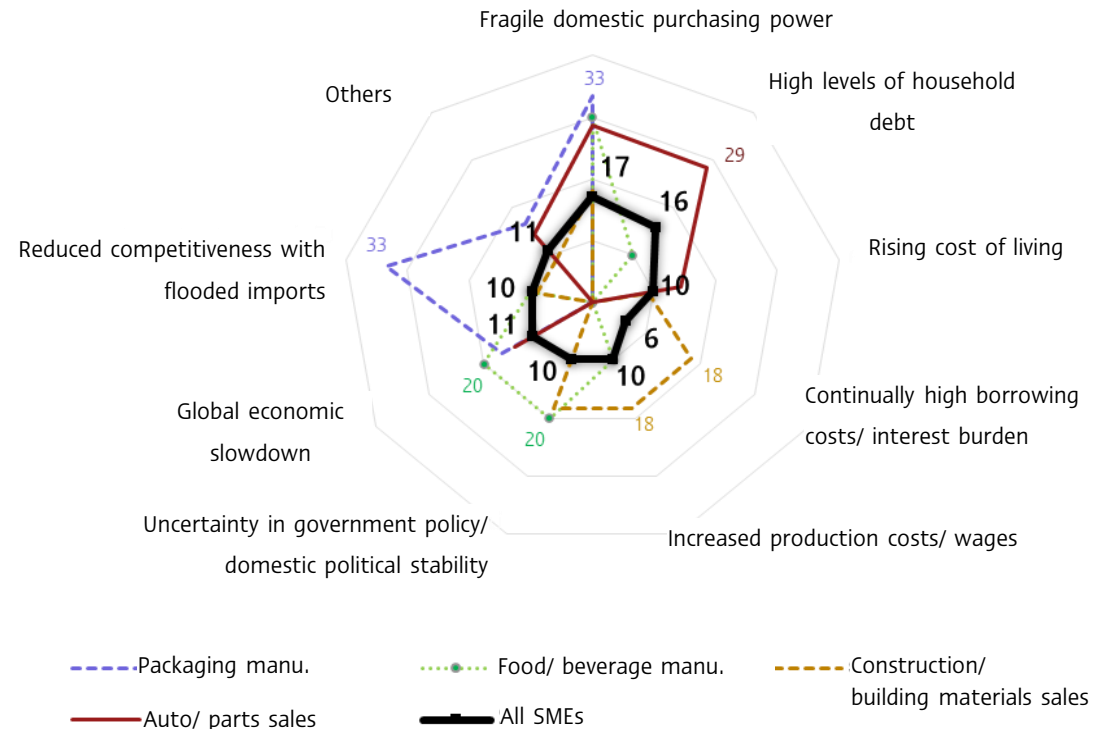 Fragile domestic purchasing power
High levels of household
debt
Others
33
29
17
16
11
Rising cost of living
Reduced competitiveness with
flooded imports
33
10
10
11
6
10
10
20
18
18
20
Continually high borrowing
costs/ interest burden
Global economic
slowdown
Uncertainty in government policy/
domestic political stability
Increased production costs/ wages
Packaging manu.
Food/ beverage manu.
Construction/
building materials sales
Auto/ parts sales
All SMEs